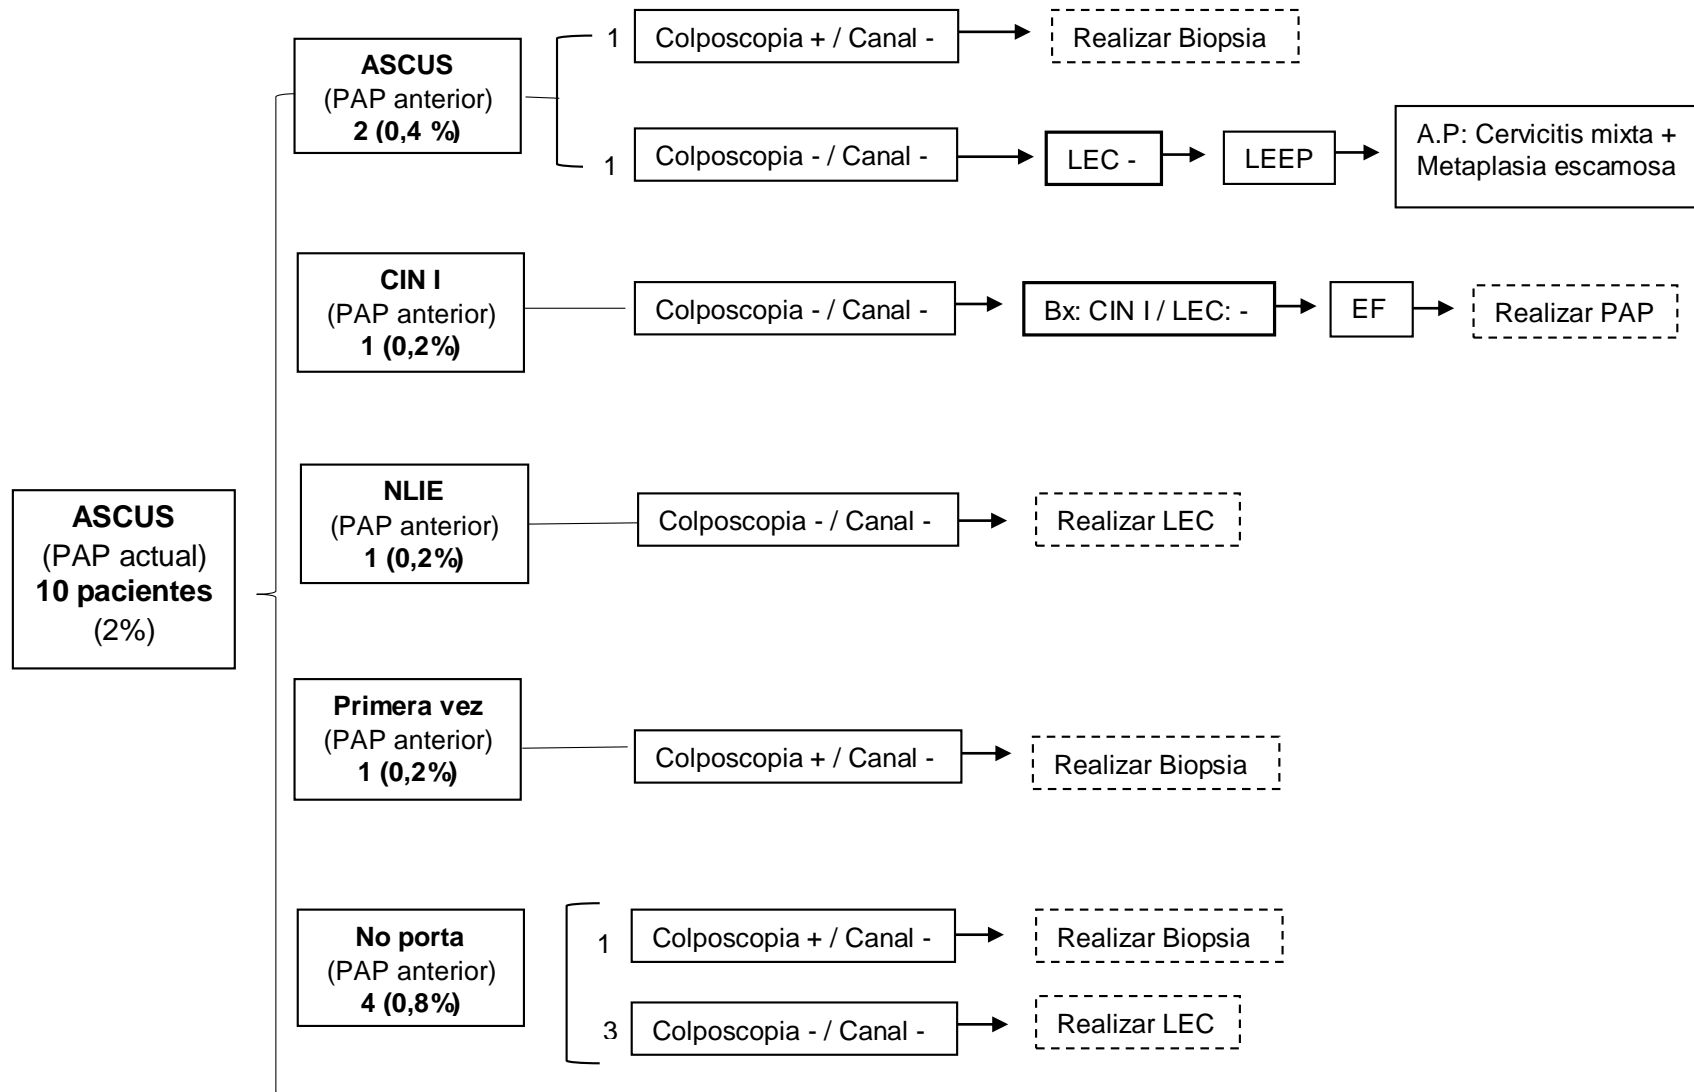 ASCUS
(PAP actual)
10 pacientes
(2%)
ASCUS
(PAP anterior)
2 (0,4 %)
1
Colposcopia + / Canal -
Realizar Biopsia
1
Colposcopia - / Canal -
LEC -
LEEP
A.P: Cervicitis mixta +
Metaplasia escamosa
CIN I
(PAP anterior)
1 (0,2%)
Colposcopia - / Canal -
Bx: CIN I / LEC: -
EF
Realizar PAP
NLIE
(PAP anterior)
1 (0,2%)
Colposcopia - / Canal -
Realizar LEC
Primera vez
(PAP anterior)
1 (0,2%)
Colposcopia + / Canal -
Realizar Biopsia
No porta
(PAP anterior)
4 (0,8%)
1
Colposcopia + / Canal -
Realizar Biopsia
3
Colposcopia - / Canal -
Realizar LEC